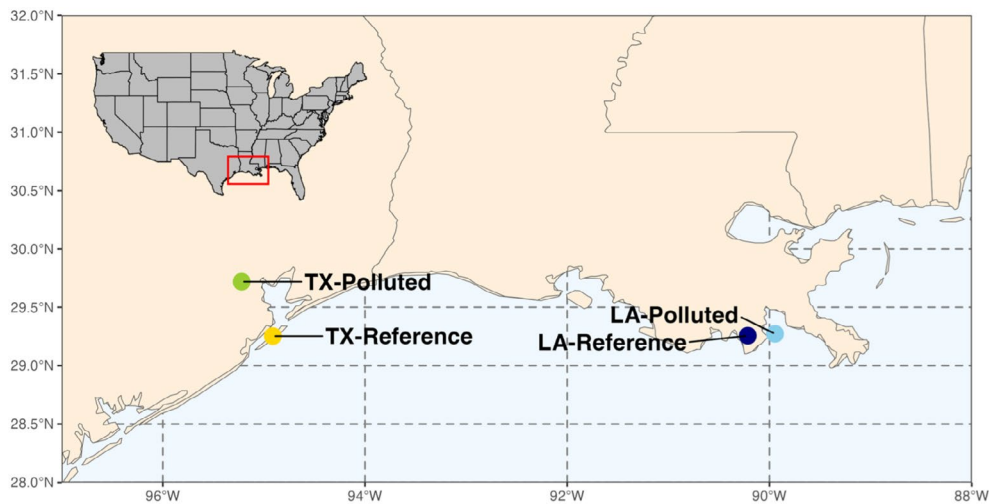 32.0°N
31.5°N
31.0°N
30.5°N
30.0°N
29.5°N
29.0°N
28.5°N
28.0°N
TX-Polluted
TX-Reference
LA-Polluted
LA-Reference
96°W
94°W
92°W
90°W
88°W